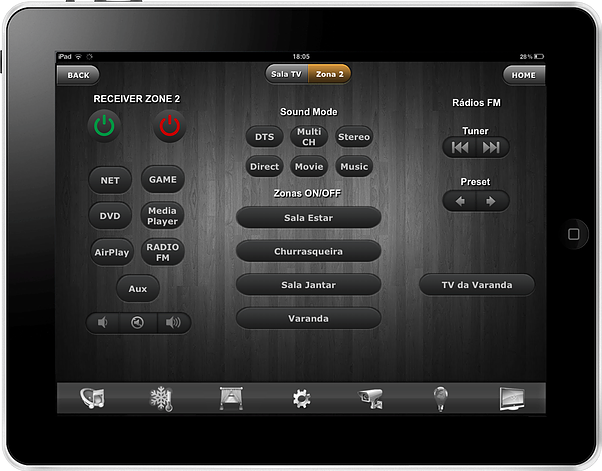 iPad 18:05 28%
BACK Sala TV Zona 2 HOME
RECEIVER ZONE 2
Sound Mode
Rádios FM
DTS
Multi
CH
Stereo
Direct
Movie
Music
Tuner
Preset
NET
GAME
DVD
Media
Player
AirPlay
RADIO
FM
Aux
Zonas ON/OFF
Sala Estar
Churrasqueira
Sala Jantar
Varanda
TV da Varanda